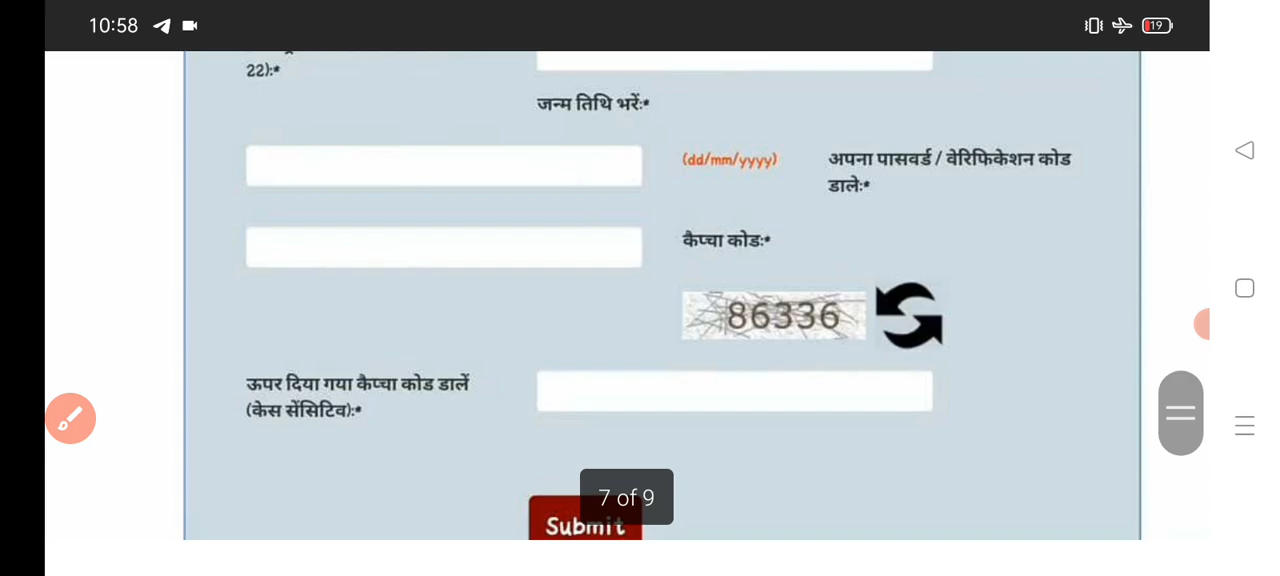 10:58
19
22):*
जन्म तिथि भरें:*
(dd/mm/yyyy)
अपना पासवर्ड / वेरिफिकेशन कोड
डाले:*
कैप्चा कोड:*
86336
ऊपर दिया गया कैप्चा कोड डालें
(केस सेंसिटिव):*
7 of 9
Submit